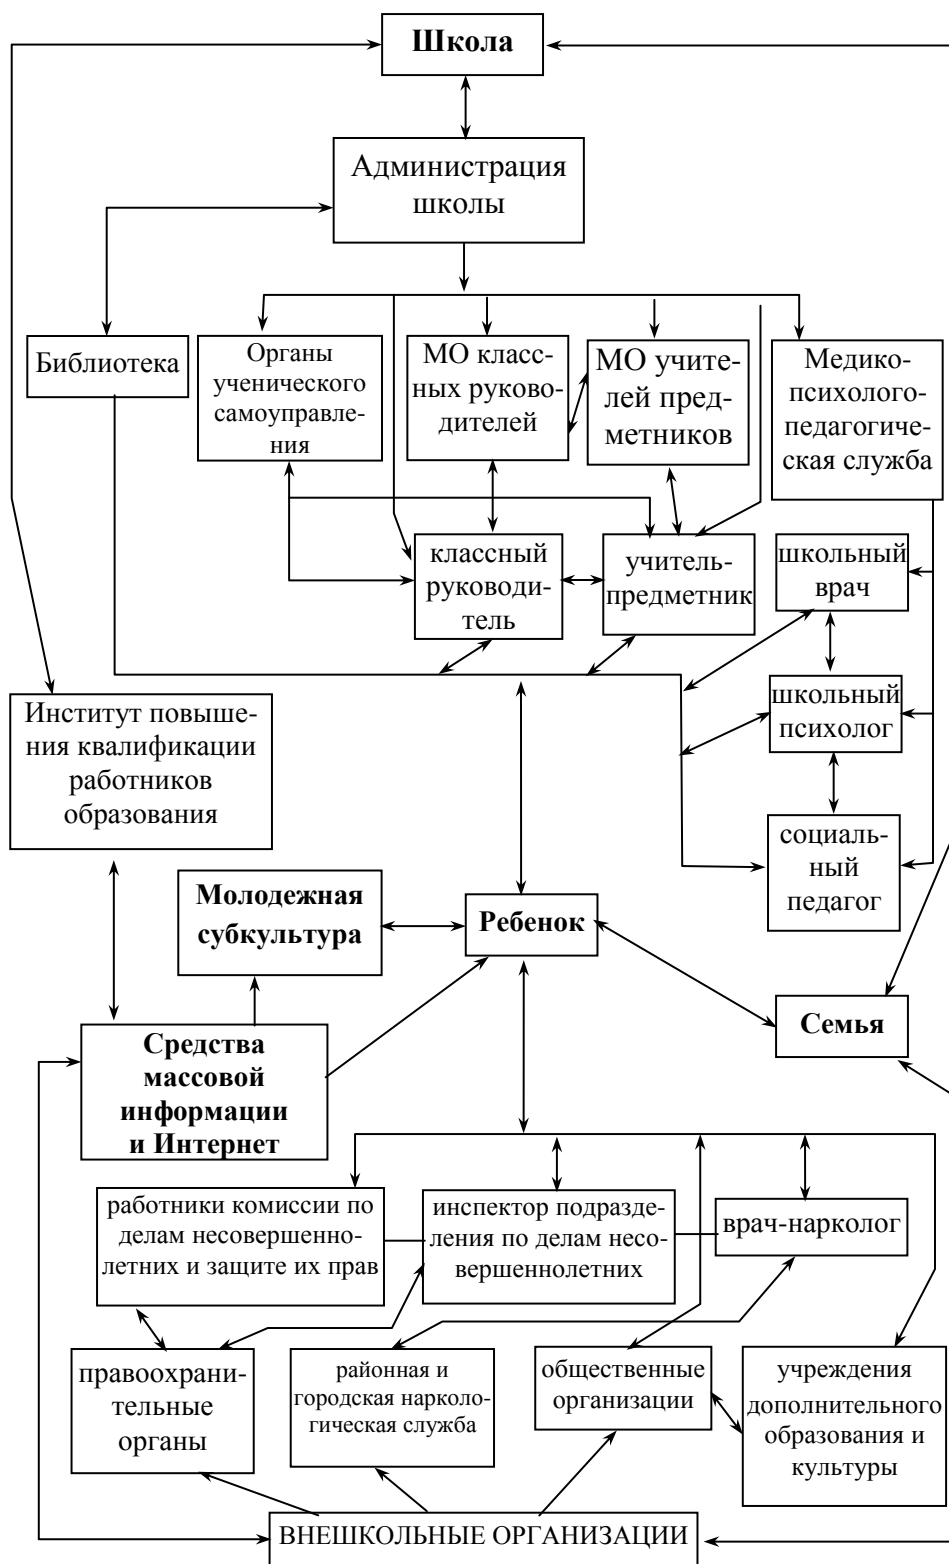 Школа
Администрация
школы
Библиотека
Органы
ученического
самоуправле-
ния
МО класс-
ных руково-
дителей
МО учите-
лей пред-
метников
Медико-
психолого-
педагогиче-
ская служба
классный
руководи-
тель
учитель-
предметник
школьный
врач
школьный
психолог
социаль-
ный
педагог
Институт повыше-
ния квалификации
работников
образования
Молодежная
субкультура
Ребенок
Семья
Средства
массовой
информации
и Интернет
работники комиссии по
делам несовершенно-
летних и защите их прав
инспектор подразде-
ления по делам несо-
вершеннолетних
врач-нарколог
правоохрани-
тельные
органы
районная и
городская нарколо-
гическая служба
общественные
организации
учреждения
дополнительного
образования и
культуры
ВНЕШКОЛЬНЫЕ ОРГАНИЗАЦИИ